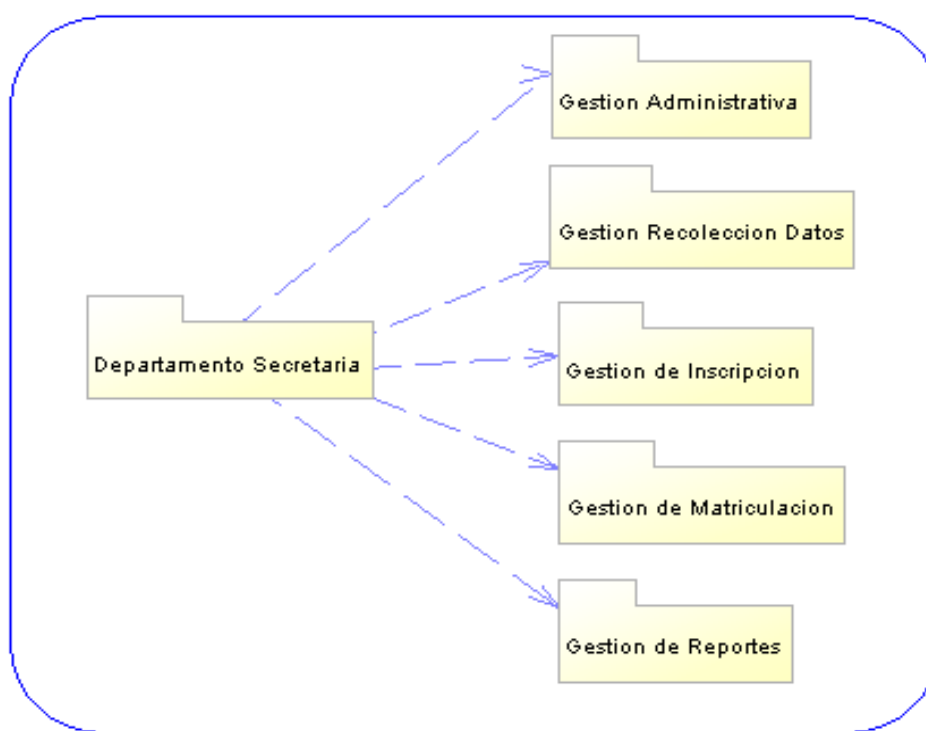 Gestion Administrativa
Gestion Recoleccion Datos
Departamento Secretaria
Gestion de Inscripcion
Gestion de Matriculacion
Gestion de Reportes